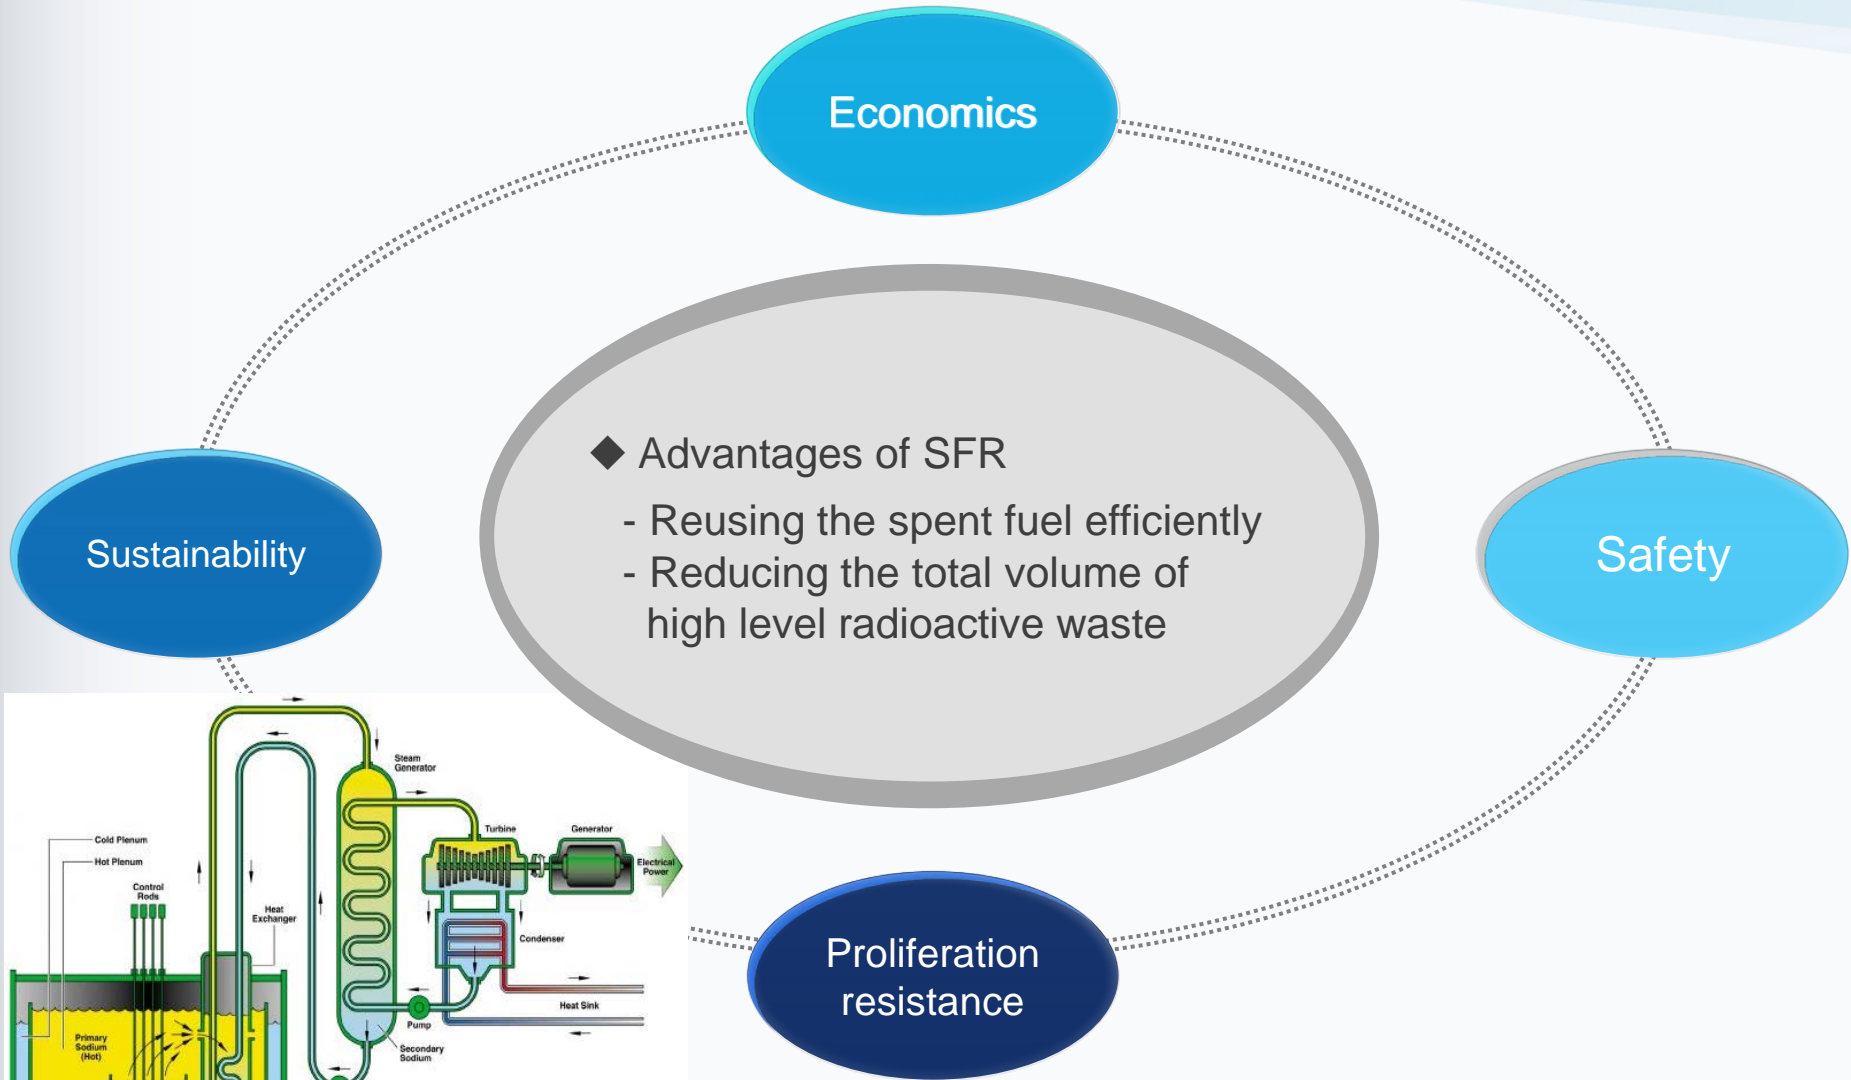 Economics
◆ Advantages of SFR
- Reusing the spent fuel efficiently
- Reducing the total volume of
high level radioactive waste
Sustainability
Safety
Proliferation
resistance
Steam
Generator
Turbine
Generator
Electrical
Power
Cold Plenum
Hot Plenum
Control
Rods
Heat
Exchanger
Condenser
Heat Sink
Pump
Primary
Sodium
(Hot)
Secondary
Sodium